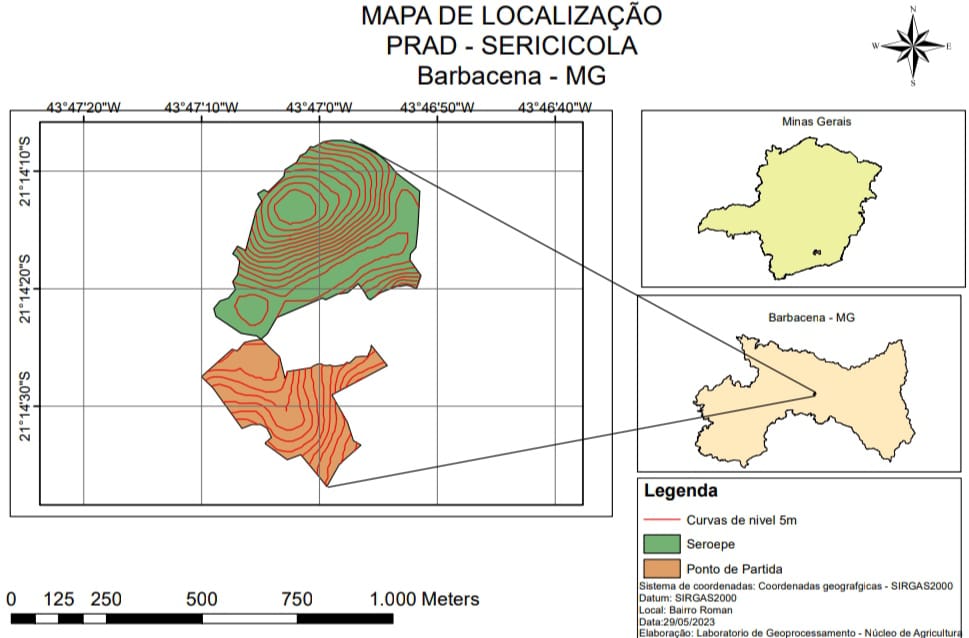 MAPA DE LOCALIZAÇÃO
PRAD - SERICICOLA
Barbacena - MG
N
W
E
S
43°47'20"W 43°47'10"W 43°47'0"W 43°46'50"W 43°46'40"W
21°14'10"S
21°14'20"S
21°14'30"S
Minas Gerais
Barbacena - MG
Legenda
Curvas de nivel 5m
Seroepe
Ponto de Partida
Sistema de coordenadas: Coordenadas geografgicas - SIRGAS2000
Datum: SIRGAS2000
Local: Bairro Roman
Data:29/05/2023
Elaboração: Laboratorio de Geoprocessamento - Núcleo de Agricultura
0 125 250 500 750 1.000 Meters